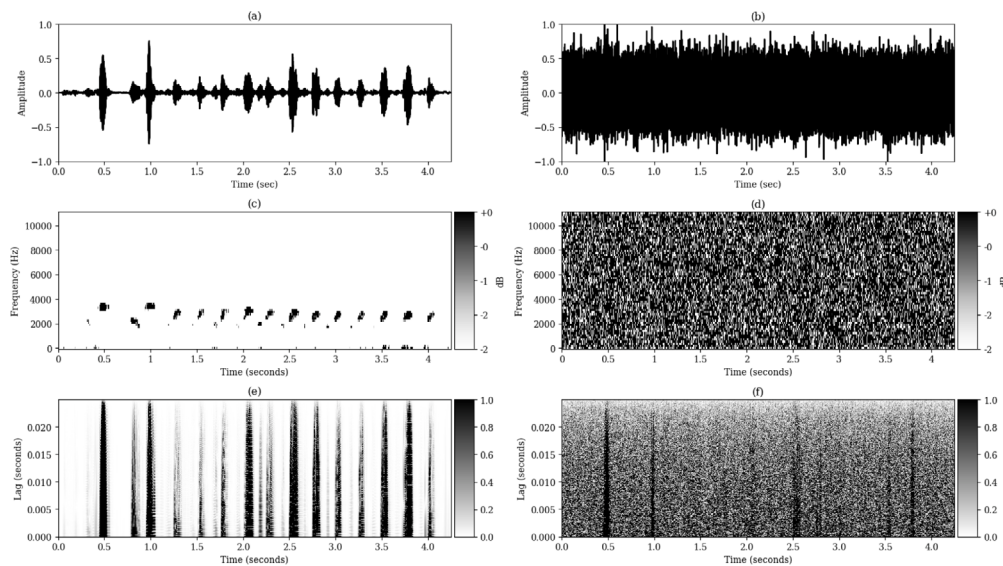 (a)
1.0
0.5
0.0
−0.5
−1.0
Amplitude
0.0 0.5 1.0 1.5 2.0 2.5 3.0 3.5 4.0
Time (sec)
(b)
1.0
0.5
0.0
−0.5
−1.0
Amplitude
0.0 0.5 1.0 1.5 2.0 2.5 3.0 3.5 4.0
Time (sec)
(c)
10000
8000
6000
4000
2000
0
Frequency (Hz)
0.0 0.5 1 1.5 2.0 2.5 3 3.5 4
Time (seconds)
+0
-0
-1
-2
-2
dB
(d)
10000
8000
6000
4000
2000
0
Frequency (Hz)
0.0 0.5 1 1.5 2.0 2.5 3 3.5 4
Time (seconds)
+0
-0
-1
-2
-2
dB
(e)
0.020
0.015
0.010
0.005
0.000
Lag (seconds)
0.0 0.5 1.0 1.5 2.0 2.5 3.0 3.5 4.0
Time (seconds)
1.0
0.8
0.6
0.4
0.2
0.0
(f)
0.020
0.015
0.010
0.005
0.000
Lag (seconds)
0.0 0.5 1.0 1.5 2.0 2.5 3.0 3.5 4.0
Time (seconds)
1.0
0.8
0.6
0.4
0.2
0.0